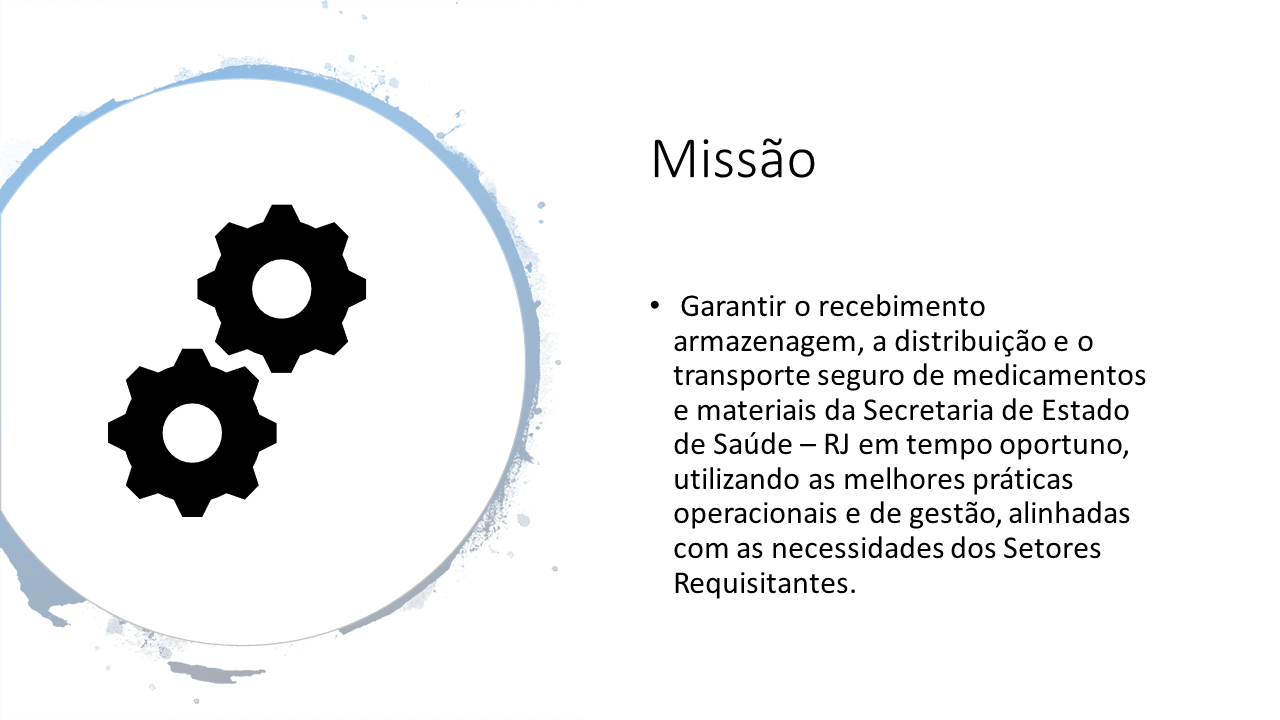 Missão
• Garantir o recebimento
armazenagem, a distribuição e o
transporte seguro de medicamentos
e materiais da Secretaria de Estado
de Saúde – RJ em tempo oportuno,
utilizando as melhores práticas
operacionais e de gestão, alinhadas
com as necessidades dos Setores
Requisitantes.